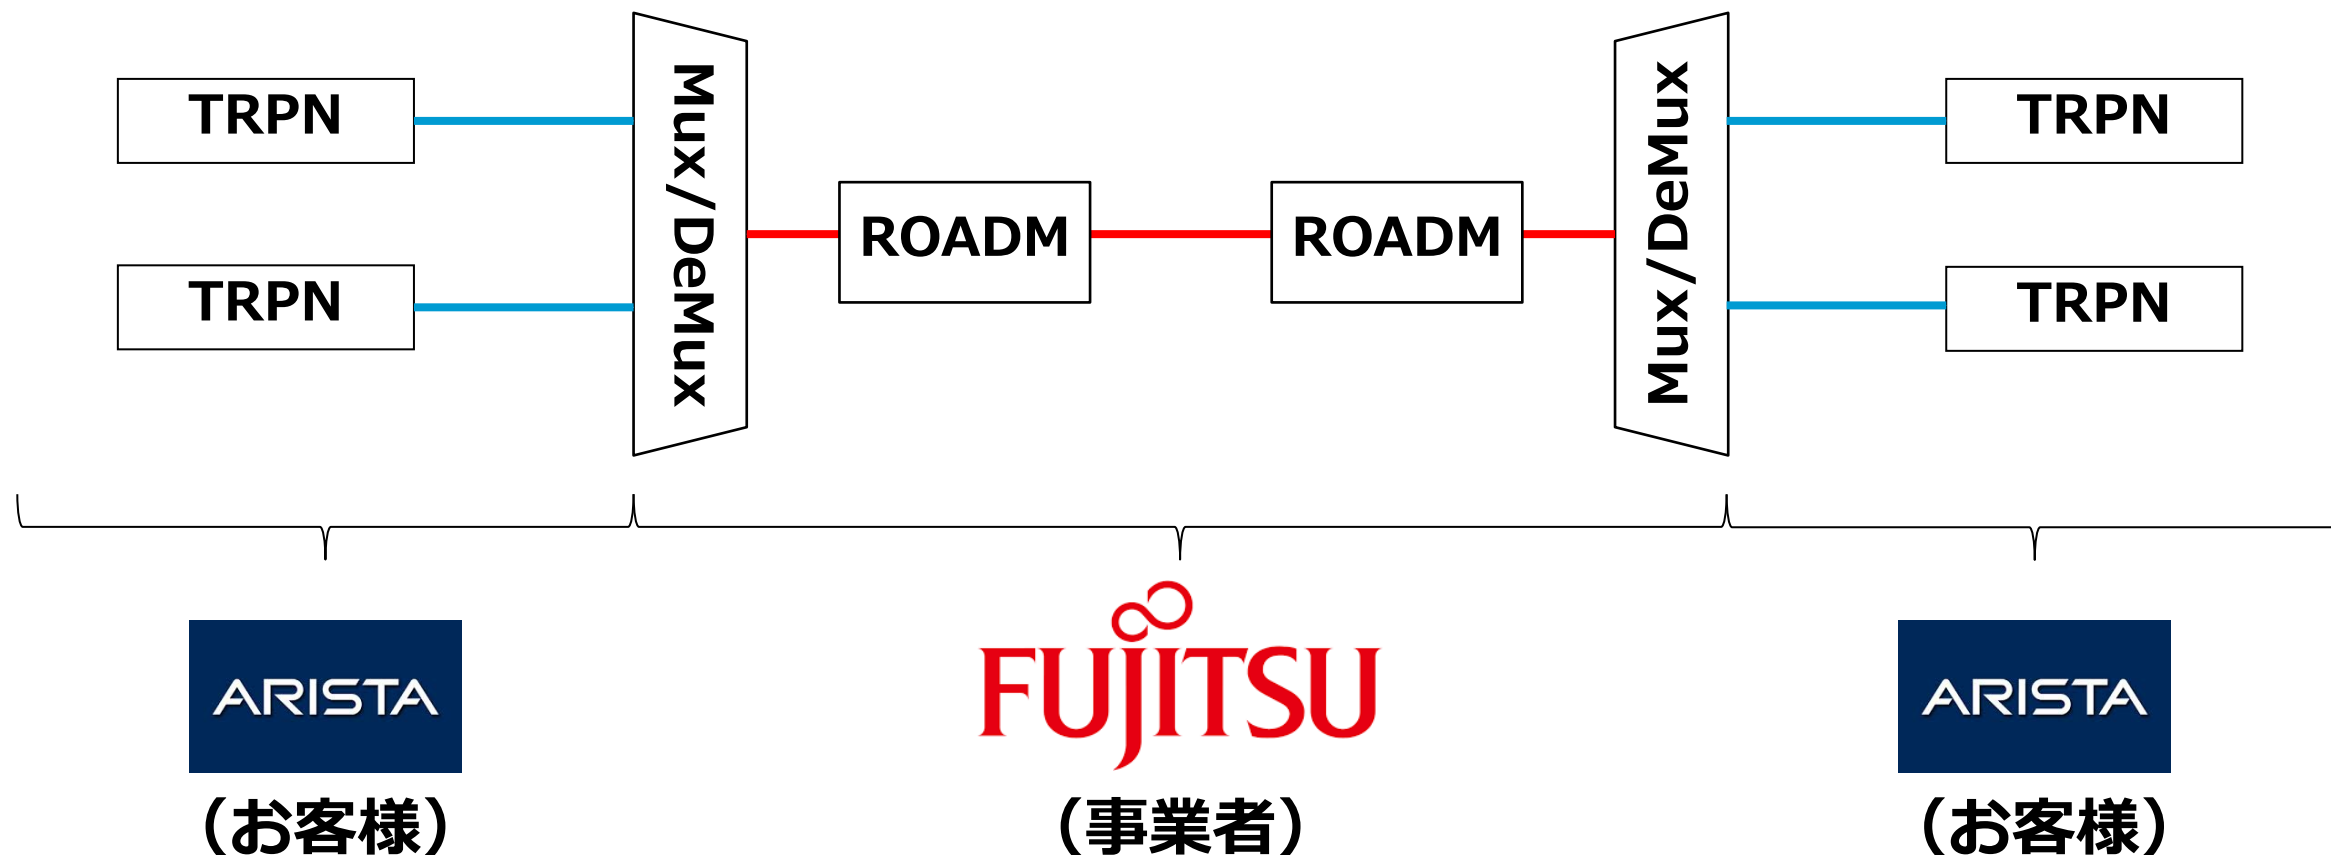 TRPN
TRPN
Mux/DeMux
ROADM
ROADM
Mux/DeMux
TRPN
TRPN
ARISTA
(お客様)
FUJITSU
(事業者)
ARISTA
(お客様)